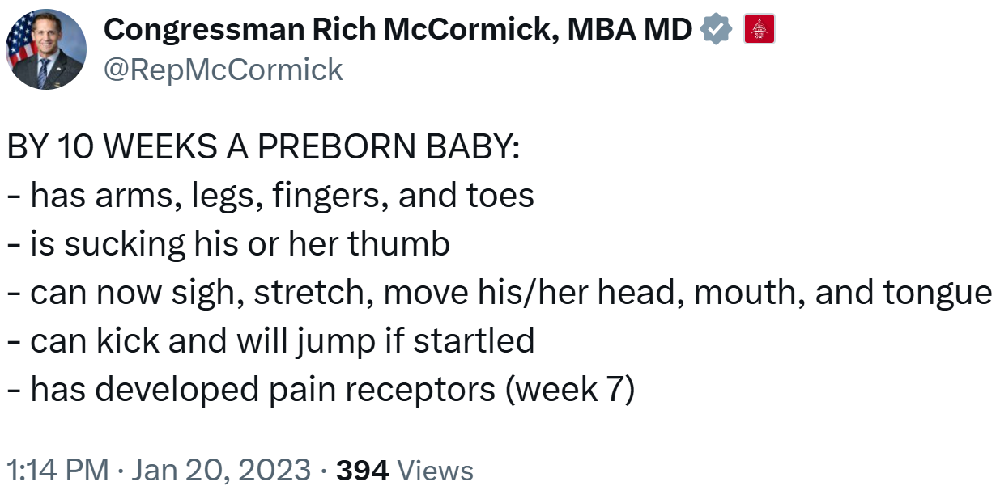 Congressman Rich McCormick, MBA MD
@RepMcCormick
BY 10 WEEKS A PREBORN BABY:
- has arms, legs, fingers, and toes
- is sucking his or her thumb
- can now sigh, stretch, move his/her head, mouth, and tongue
- can kick and will jump if startled
- has developed pain receptors (week 7)
1:14 PM · Jan 20, 2023 · 394 Views